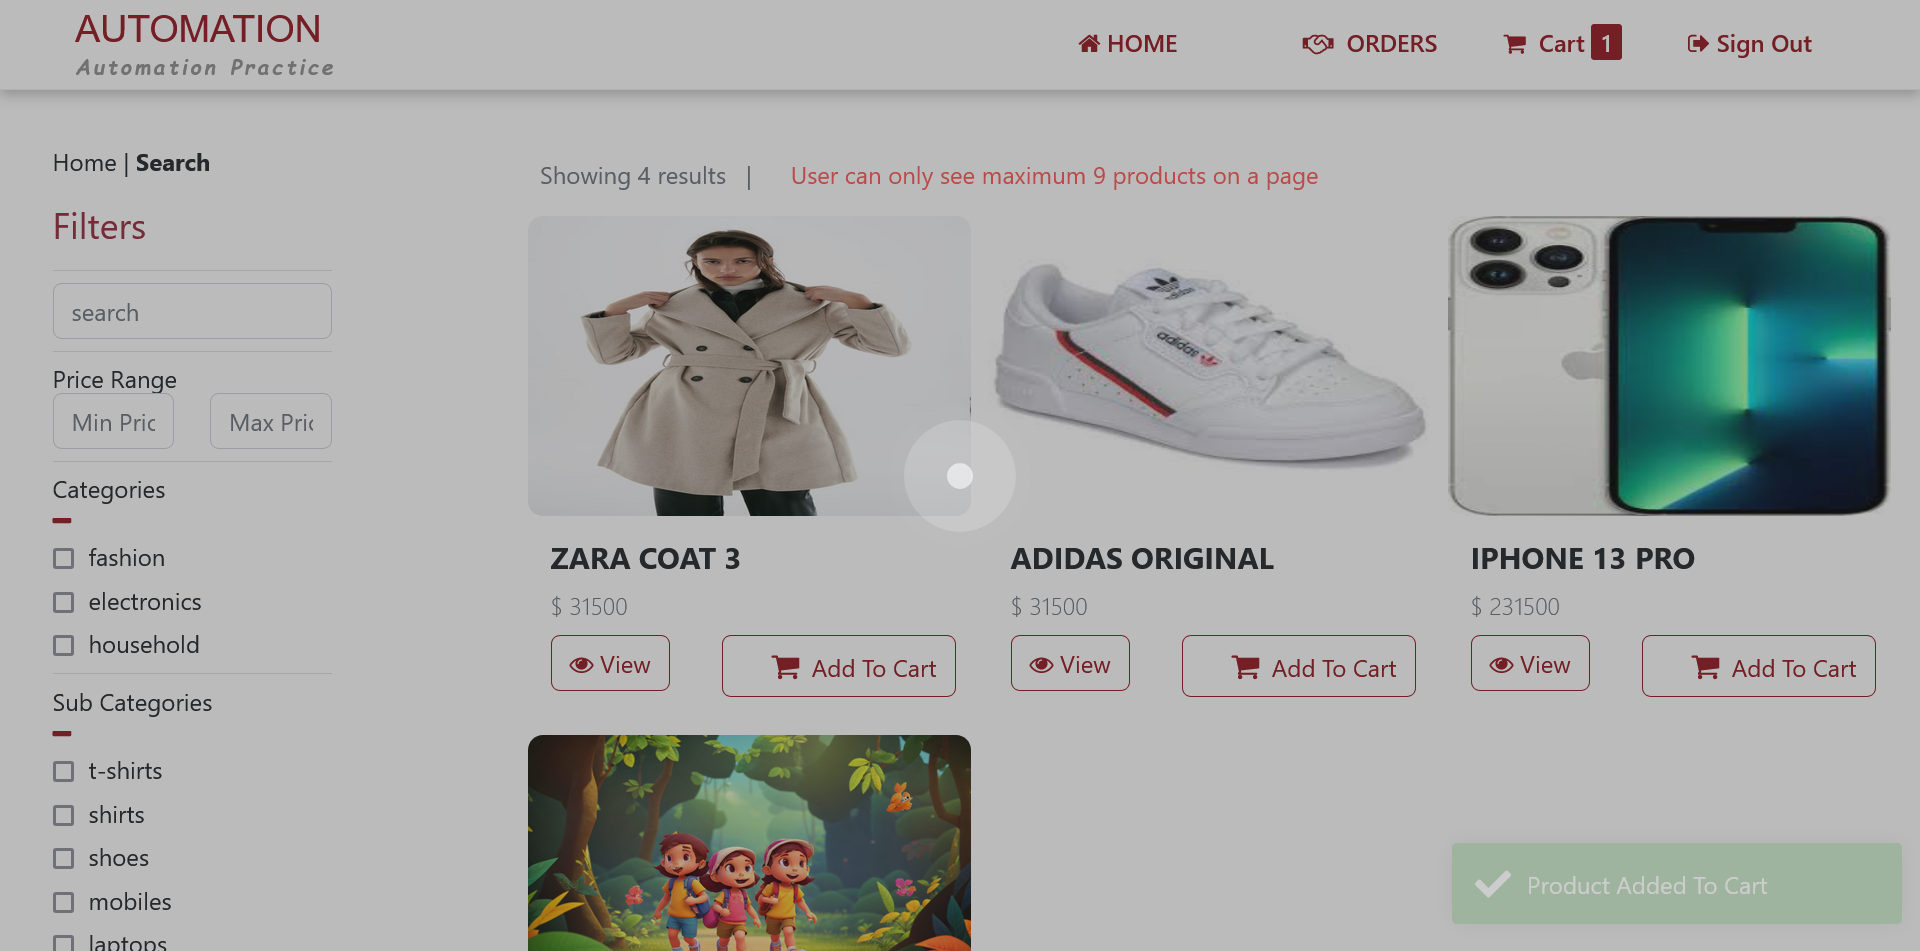 AUTOMATION
Automation Practice
HOME
ORDERS
Cart 1
Sign Out
Home | Search
Filters
search
Price Range
Min Pric
Max Pric
Categories
fashion
electronics
household
Sub Categories
t-shirts
shirts
shoes
mobiles
laptops
Showing 4 results |
User can only see maximum 9 products on a page
adidas
ZARA COAT 3
$ 31500
View
Add To Cart
ADIDAS ORIGINAL
$ 31500
View
Add To Cart
IPHONE 13 PRO
$ 231500
View
Add To Cart
Product Added To Cart